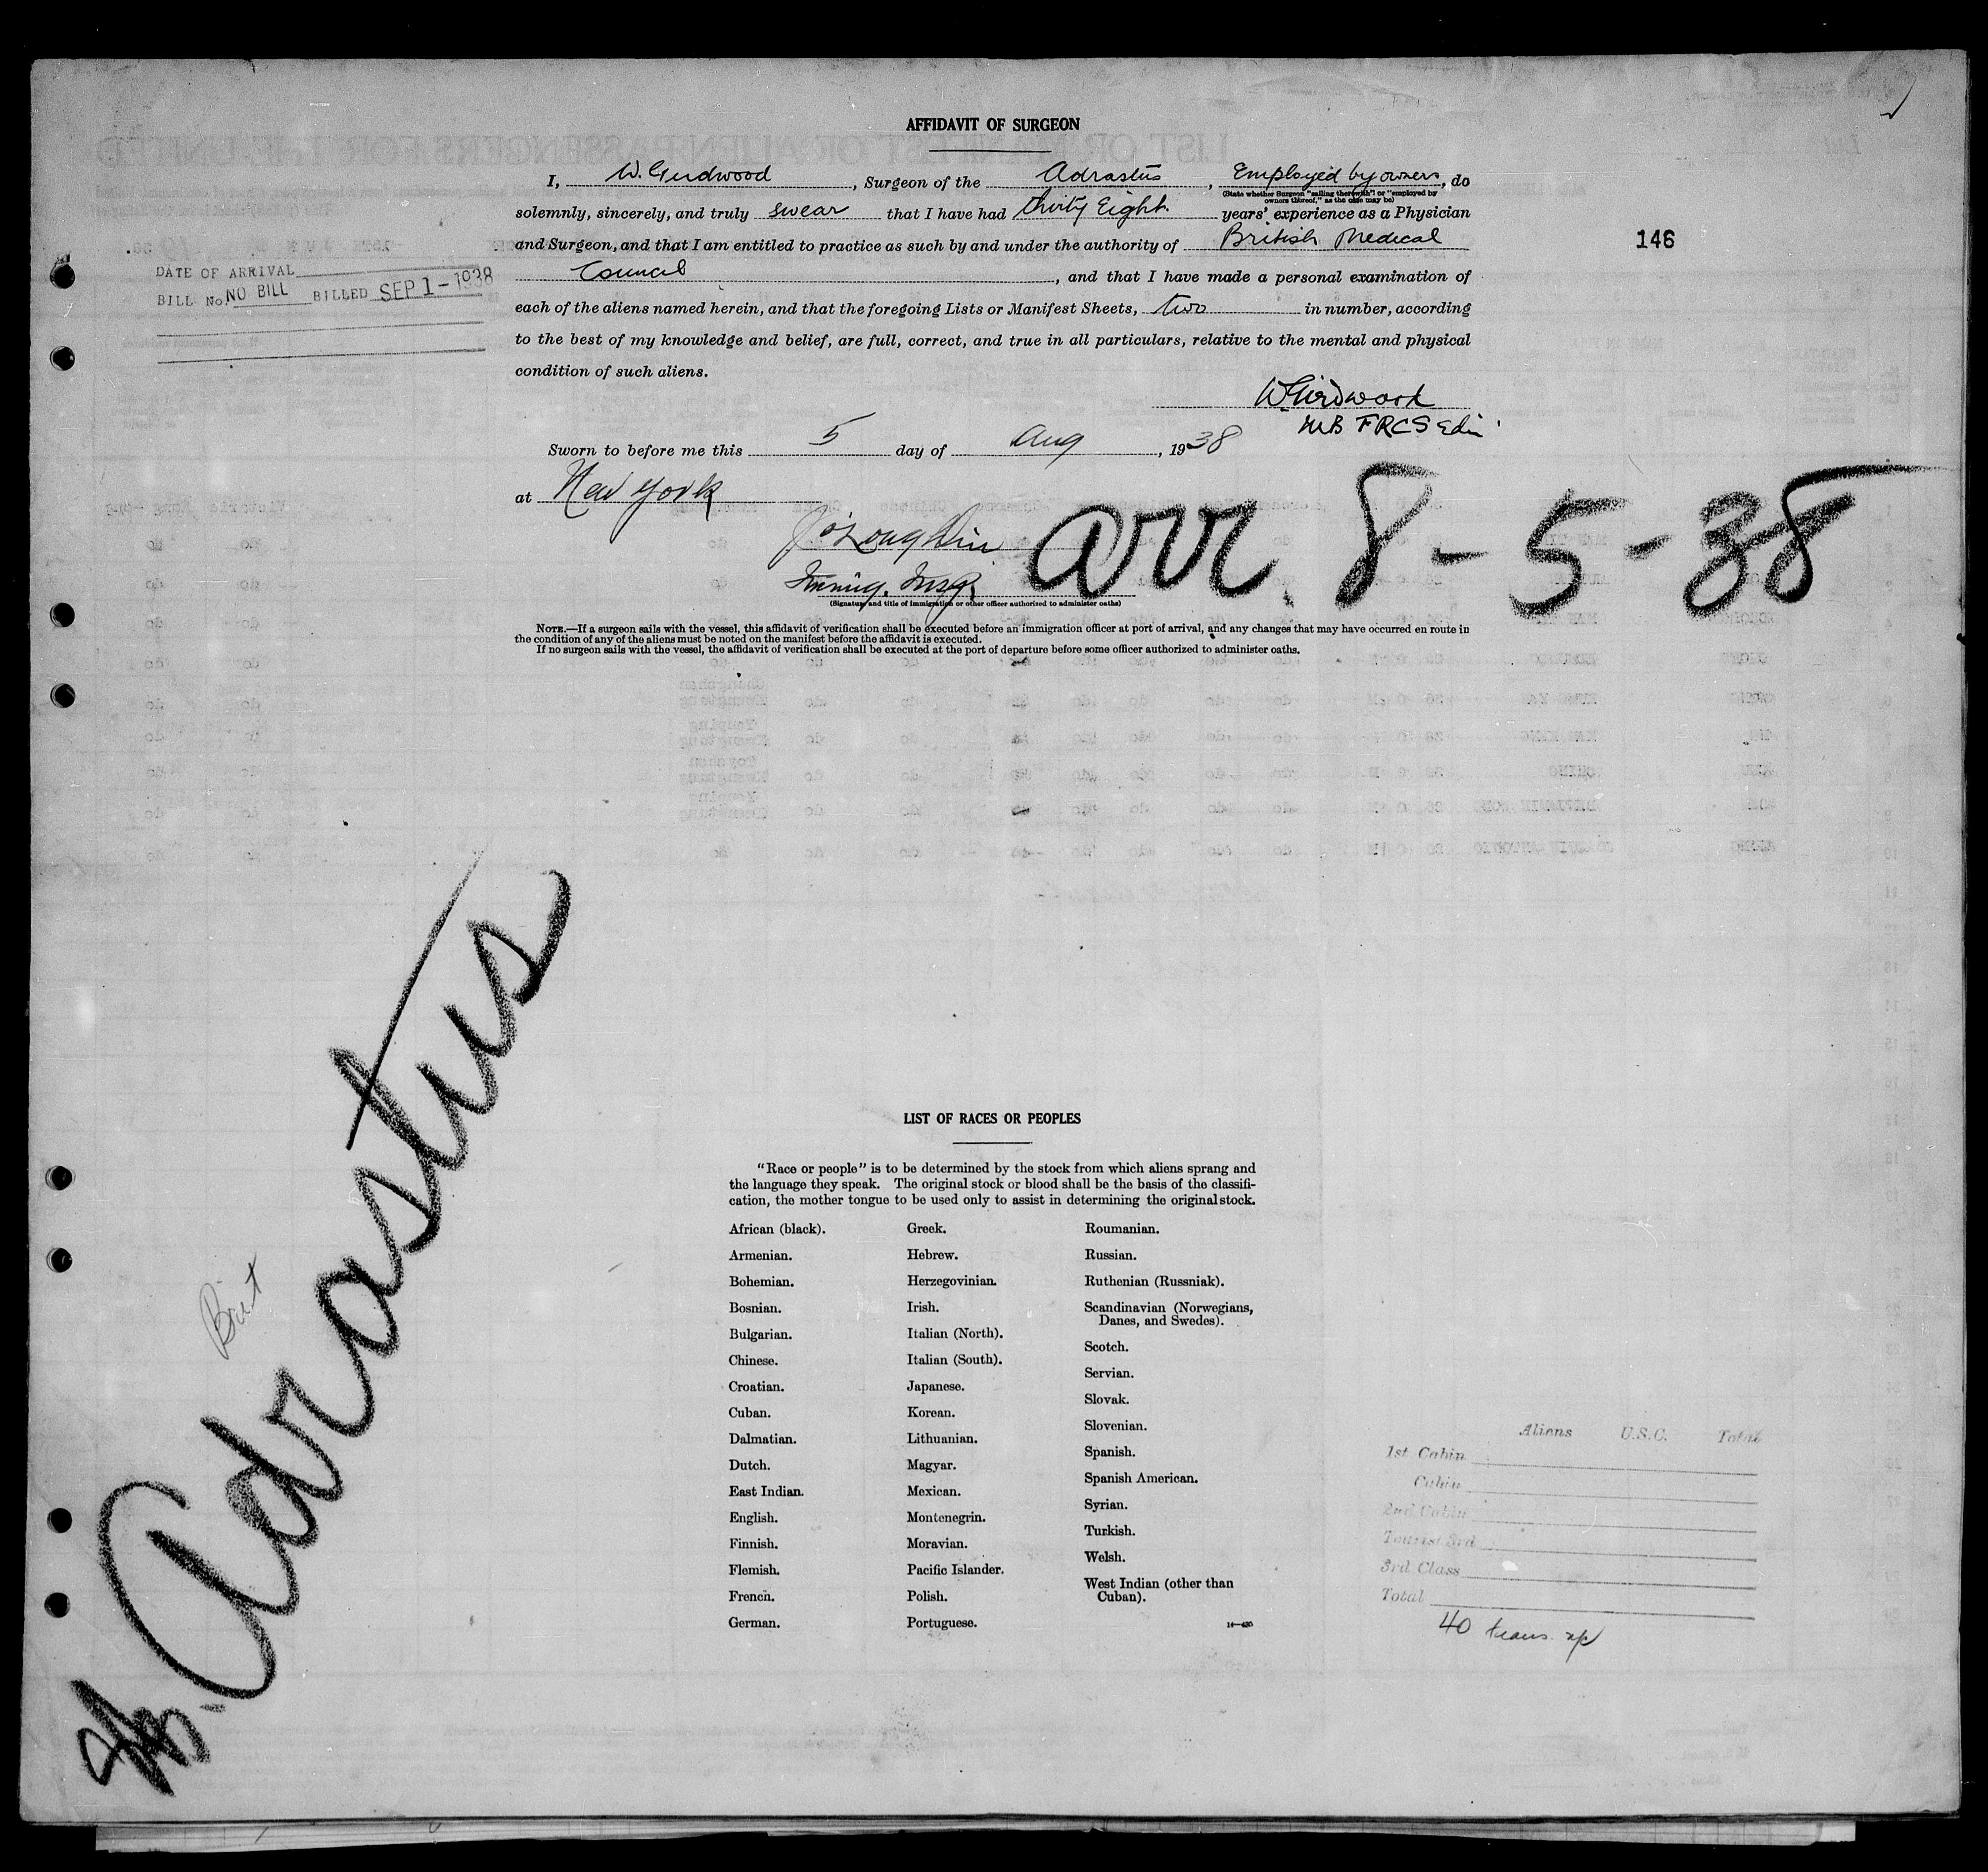 AFFIDAVIT OF SURGEON
I, W. Girdwood, Surgeon of the Adrastus, Employed by owners, do
(State whether Surgeon "sailing therewith" or "employed by
owners thereof," as the case may be)
solemnly, sincerely, and truly swear that I have had thirty Eight. years' experience as a Physician
and Surgeon, and that I am entitled to practice as such by and under the authority of British Medical
146
Council, and that I have made a personal examination of
DATE OF ARRIVAL
BILL No. NO BILL BILLED SEP 1-1938
each of the aliens named herein, and that the foregoing Lists or Manifest Sheets, two in number, according
to the best of my knowledge and belief, are full, correct, and true in all particulars, relative to the mental and physical
condition of such aliens.
W Girdwood
MB FRCS Edin
Sworn to before me this 5 day of Aug, 1938
at New York
J O'Loughlin
Immig. Insp.
(Signature and title of immigration or other officer authorized to administer oaths)
arr. 8-5-38
NOTE.—If a surgeon sails with the vessel, this affidavit of verification shall be executed before an immigration officer at port of arrival, and any changes that may have occurred en route in
the condition of any of the aliens must be noted on the manifest before the affidavit is executed.
If no surgeon sails with the vessel, the affidavit of verification shall be executed at the port of departure before some officer authorized to administer oaths.
Adrastus
Brit
LIST OF RACES OR PEOPLES
"Race or people" is to be determined by the stock from which aliens sprang and
the language they speak. The original stock or blood shall be the basis of the classifi-
cation, the mother tongue to be used only to assist in determining the original stock.
African (black).
Armenian.
Bohemian.
Bosnian.
Bulgarian.
Chinese.
Croatian.
Cuban.
Dalmatian.
Dutch.
East Indian.
English.
Finnish.
Flemish.
French.
German.
Greek.
Hebrew.
Herzegovinian.
Irish.
Italian (North).
Italian (South).
Japanese.
Korean.
Lithuanian.
Magyar.
Mexican.
Montenegrin.
Moravian.
Pacific Islander.
Polish.
Portuguese.
Roumanian.
Russian.
Ruthenian (Russniak).
Scandinavian (Norwegians,
Danes, and Swedes).
Scotch.
Servian.
Slovak.
Slovenian.
Spanish.
Spanish American.
Syrian.
Turkish.
Welsh.
West Indian (other than
Cuban).
Aliens U.S.C. Total
1st Cabin
Cabin
2nd Cabin
Tourist 3rd
3rd Class
Total
40 trans